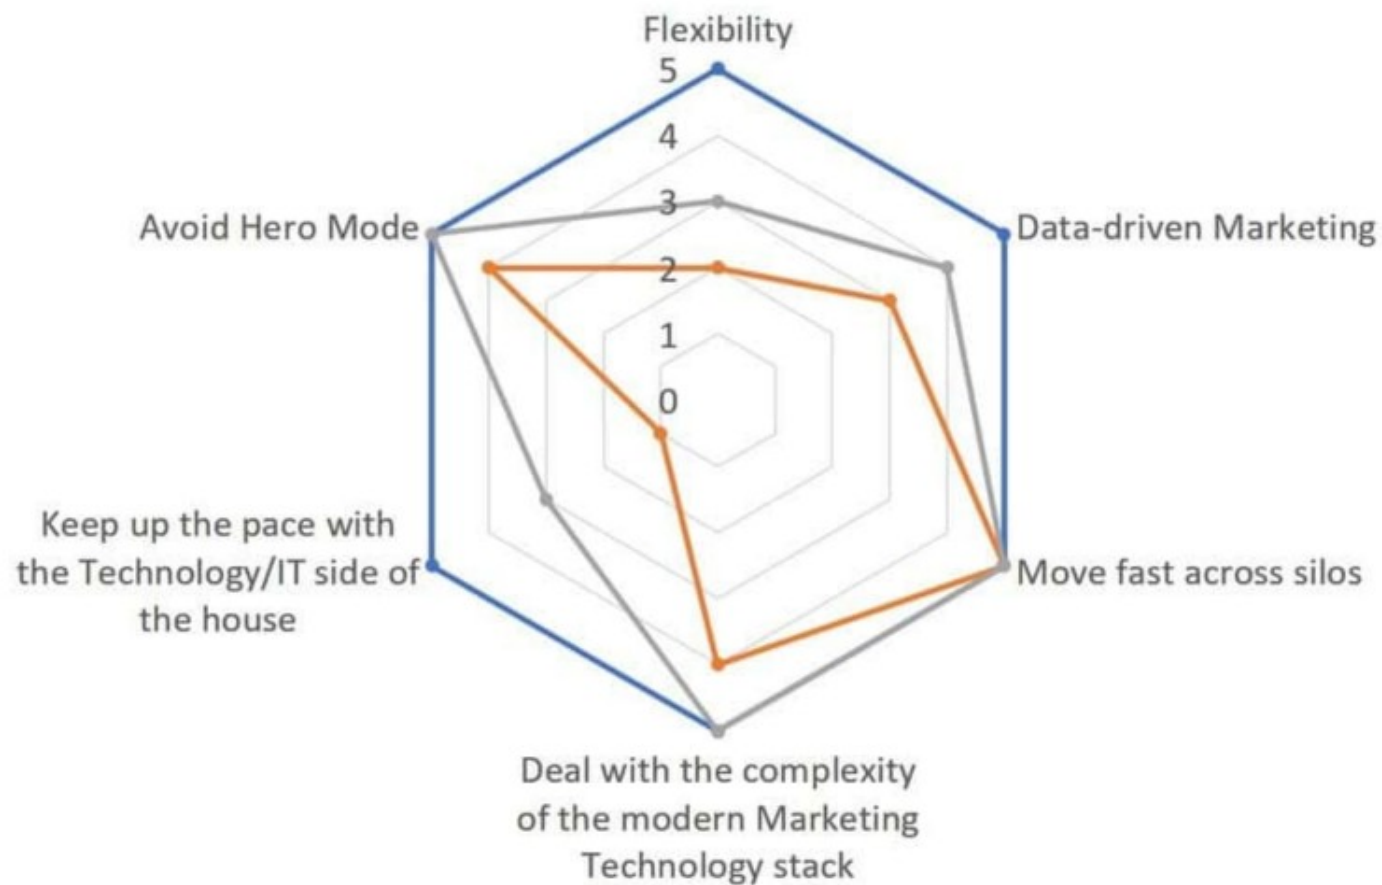 Flexibility
5
4
3
2
1
0
Avoid Hero Mode
Data-driven Marketing
Keep up the pace with
the Technology/IT side of
the house
Move fast across silos
Deal with the complexity
of the modern Marketing
Technology stack